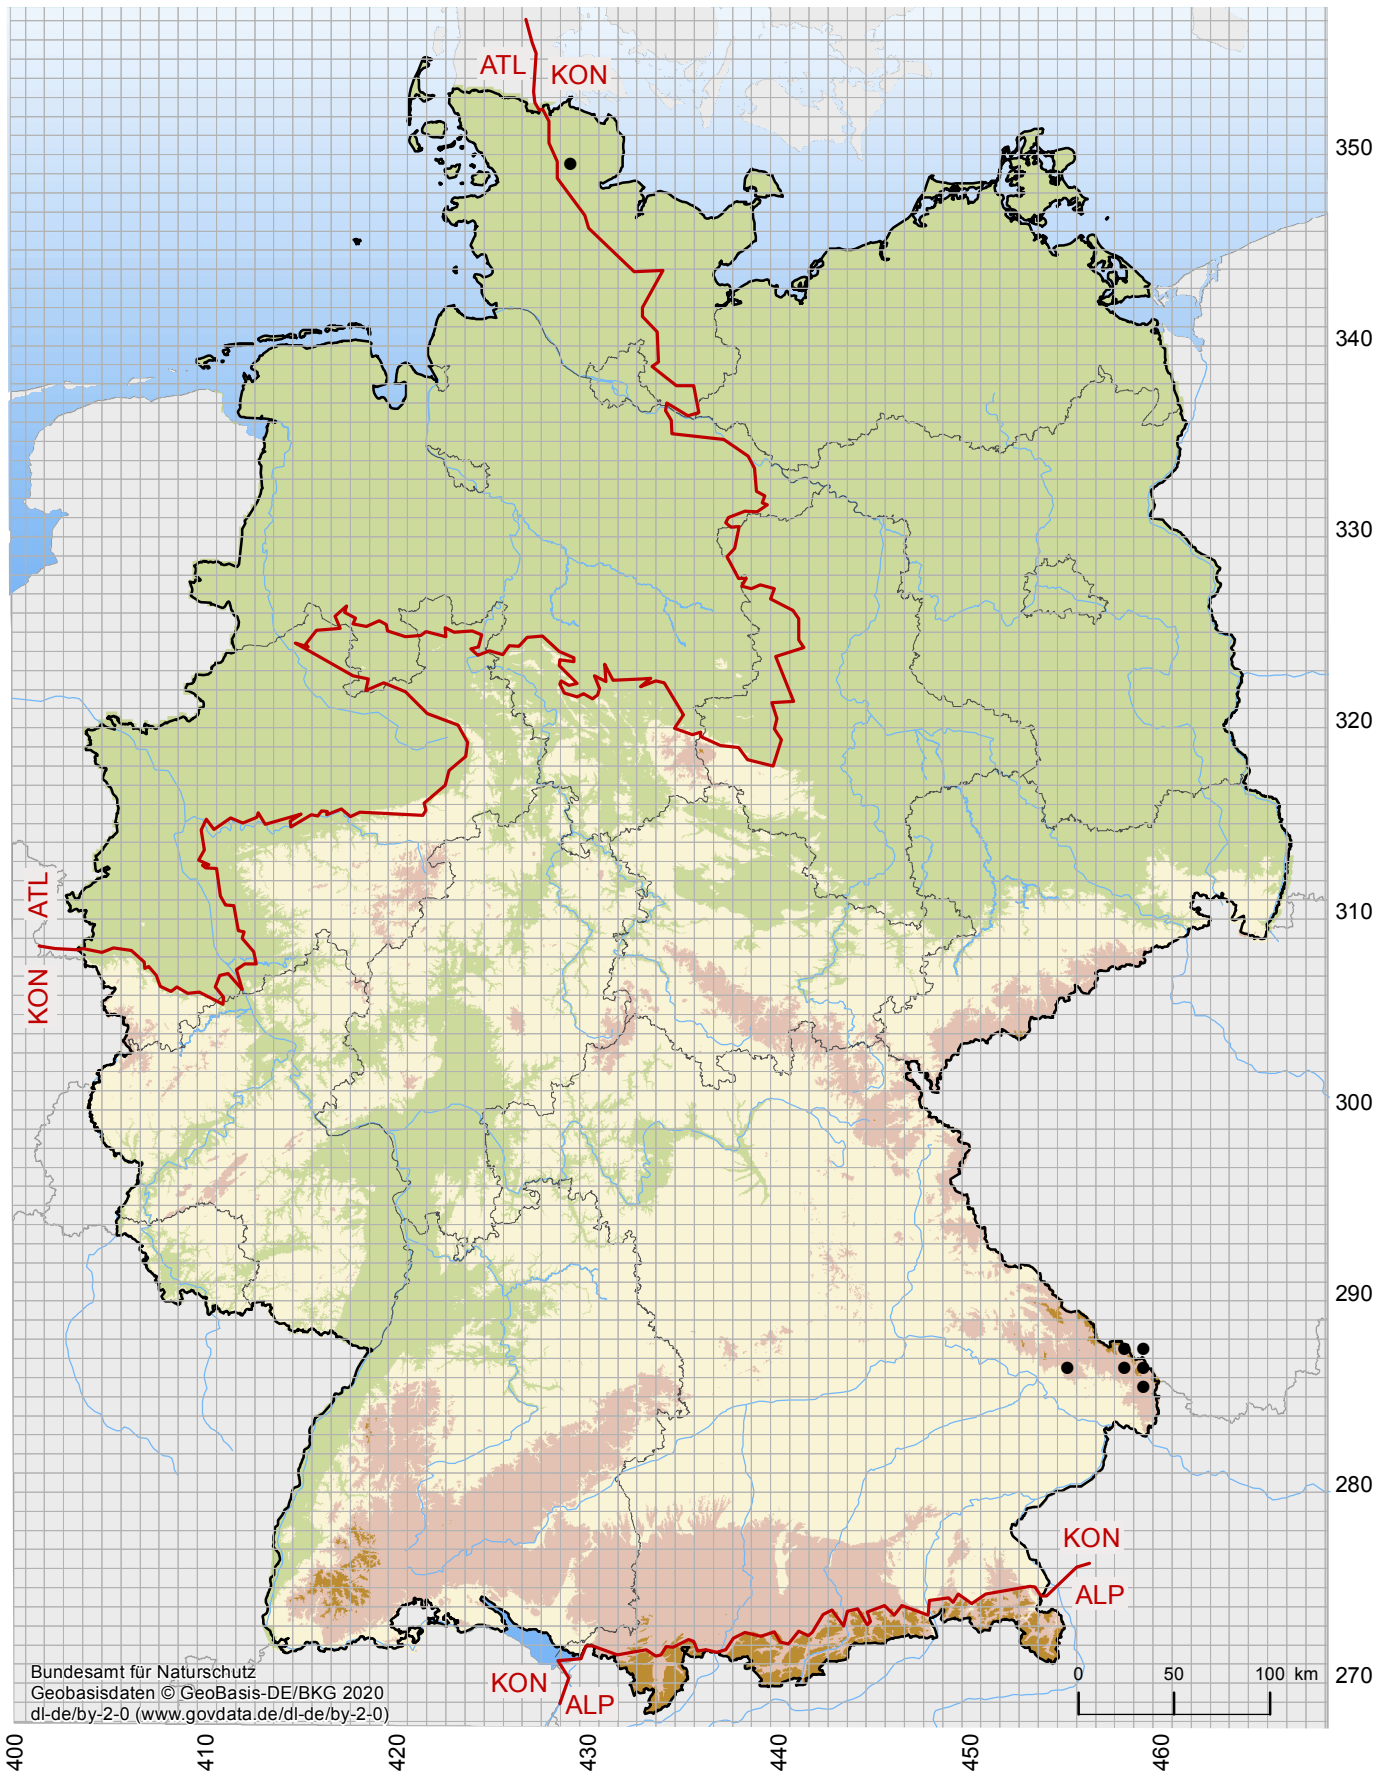 ATL
KON
350
340
330
320
ATL
310
KON
300
290
280
KON
ALP
Bundesamt für Naturschutz
Geobasisdaten © GeoBasis-DE/BKG 2020
dl-de/by-2-0 (www.govdata.de/dl-de/by-2-0)
KON
ALP
0 50 100 km
270
400 410 420 430 440 450 460